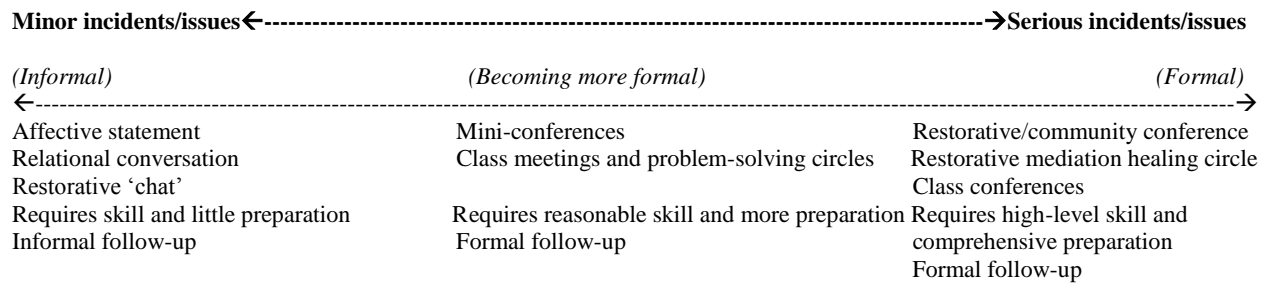 Minor incidents/issues←--------------------------------------------------------------------------------→Serious incidents/issues
(Informal) (Becoming more formal) (Formal)
←--------------------------------------------------------------------------------------------------------------------→
Affective statement Mini-conferences Restorative/community conference
Relational conversation Class meetings and problem-solving circles Restorative mediation healing circle
Restorative ‘chat’ Class conferences
Requires skill and little preparation Requires reasonable skill and more preparation Requires high-level skill and
Informal follow-up Formal follow-up comprehensive preparation
Formal follow-up